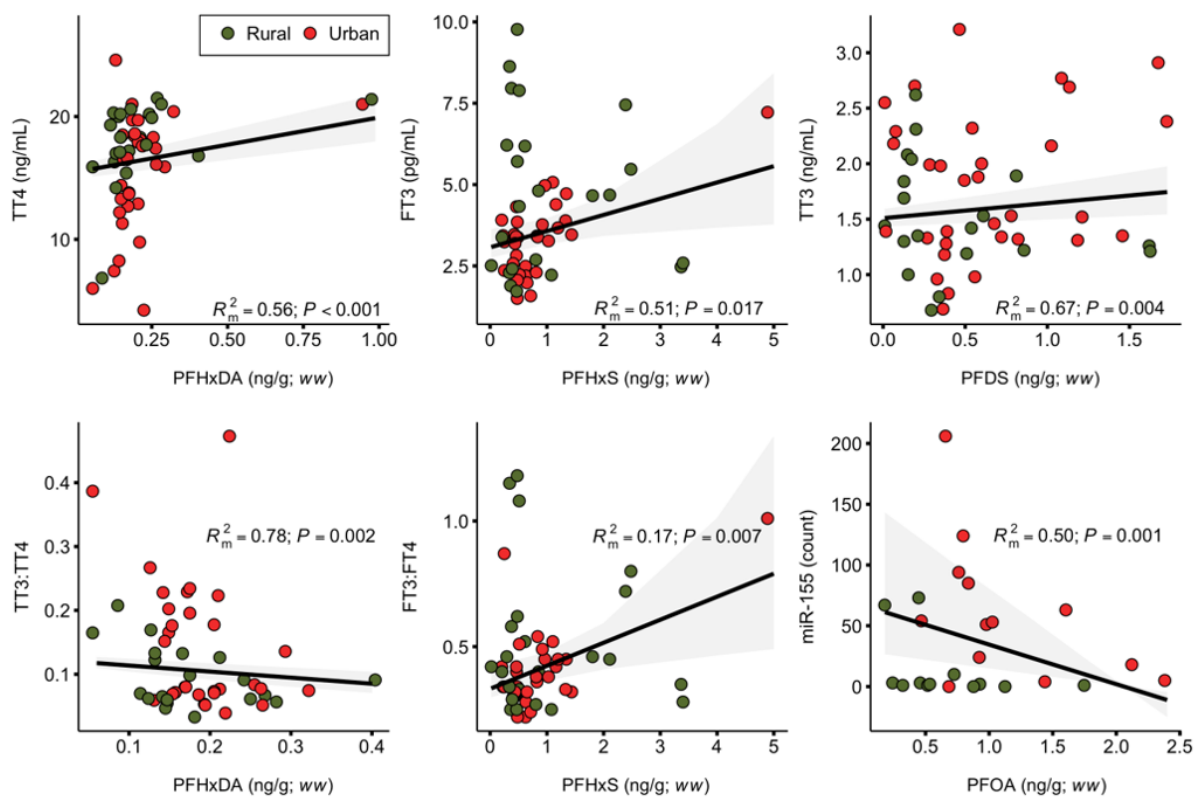 Rural Urban
TT4 (ng/mL)
20
10
0.25 0.50 0.75 1.00
PFHxDA (ng/g; ww)
R²m = 0.56; P < 0.001
FT3 (pg/mL)
10.0
7.5
5.0
2.5
0 1 2 3 4 5
PFHxS (ng/g; ww)
R²m = 0.51; P = 0.017
TT3 (ng/mL)
3.0
2.5
2.0
1.5
1.0
0.0 0.5 1.0 1.5
PFDS (ng/g; ww)
R²m = 0.67; P = 0.004
TT3:TT4
0.4
0.3
0.2
0.1
0.1 0.2 0.3 0.4
PFHxDA (ng/g; ww)
R²m = 0.78; P = 0.002
FT3:FT4
1.0
0.5
0 1 2 3 4 5
PFHxS (ng/g; ww)
R²m = 0.17; P = 0.007
miR-155 (count)
200
150
100
50
0
0.5 1.0 1.5 2.0 2.5
PFOA (ng/g; ww)
R²m = 0.50; P = 0.001